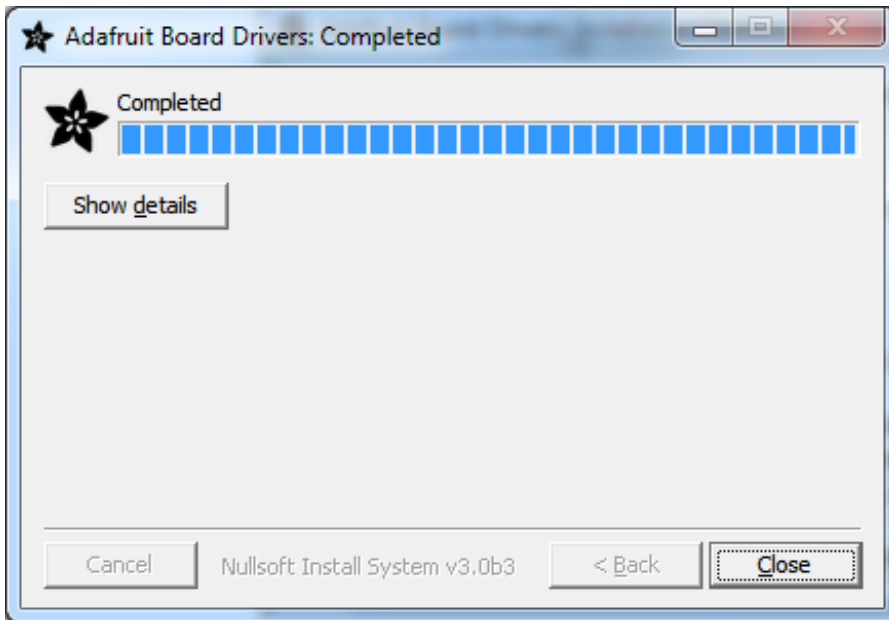 Adafruit Board Drivers: Completed
Completed
Show details
Cancel
Nullsoft Install System v3.0b3
< Back
Close